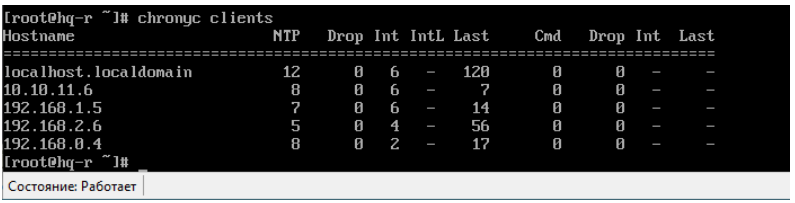 [root@hq-r ~]# chronyc clients
Hostname                      NTP   Drop Int IntL Last     Cmd   Drop Int  Last
===============================================================================
localhost.localdomain          12      0   6   -   120       0      0   -     -
10.10.11.6                      8      0   6   -     7       0      0   -     -
192.168.1.5                     7      0   6   -    14       0      0   -     -
192.168.2.6                     5      0   4   -    56       0      0   -     -
192.168.0.4                     8      0   2   -    17       0      0   -     -
[root@hq-r ~]# _
Состояние: Работает